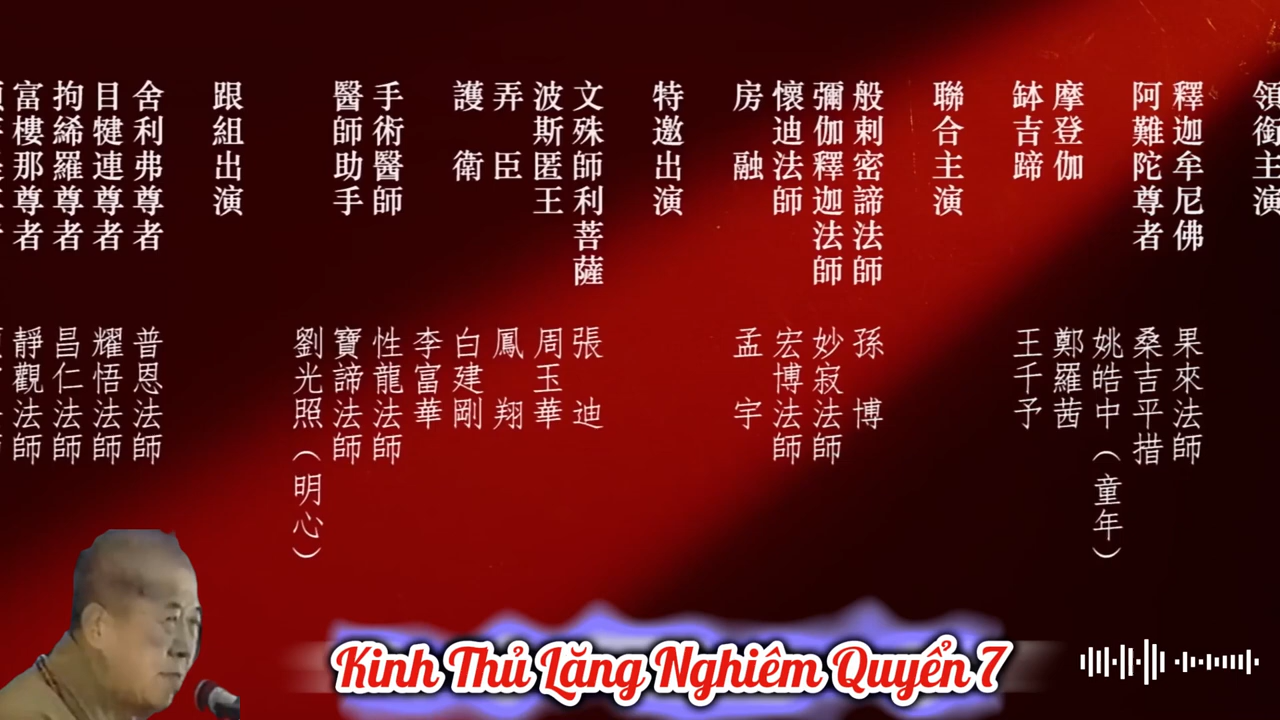 領銜主演
釋迦牟尼佛 果來法師
阿難陀尊者 桑吉平措
姚皓中（童年）
摩登伽 鄭羅茜
缽吉蹄 王千予
聯合主演
般剌密諦法師 孫博
彌伽釋迦法師 妙寂法師
懷迪法師 宏博法師
房融 孟宇
特邀出演
文殊師利菩薩 張迪
波斯匿王 周玉華
弄臣 鳳翔
護衛 白建剛
李富華
手術醫師 性龍法師
醫師助手 寶諦法師
劉光照（明心）
跟組出演
舍利弗尊者 普恩法師
目犍連尊者 耀悟法師
拘絺羅尊者 昌仁法師
富樓那尊者 靜觀法師
Kinh Thủ Lăng Nghiêm Quyển 7